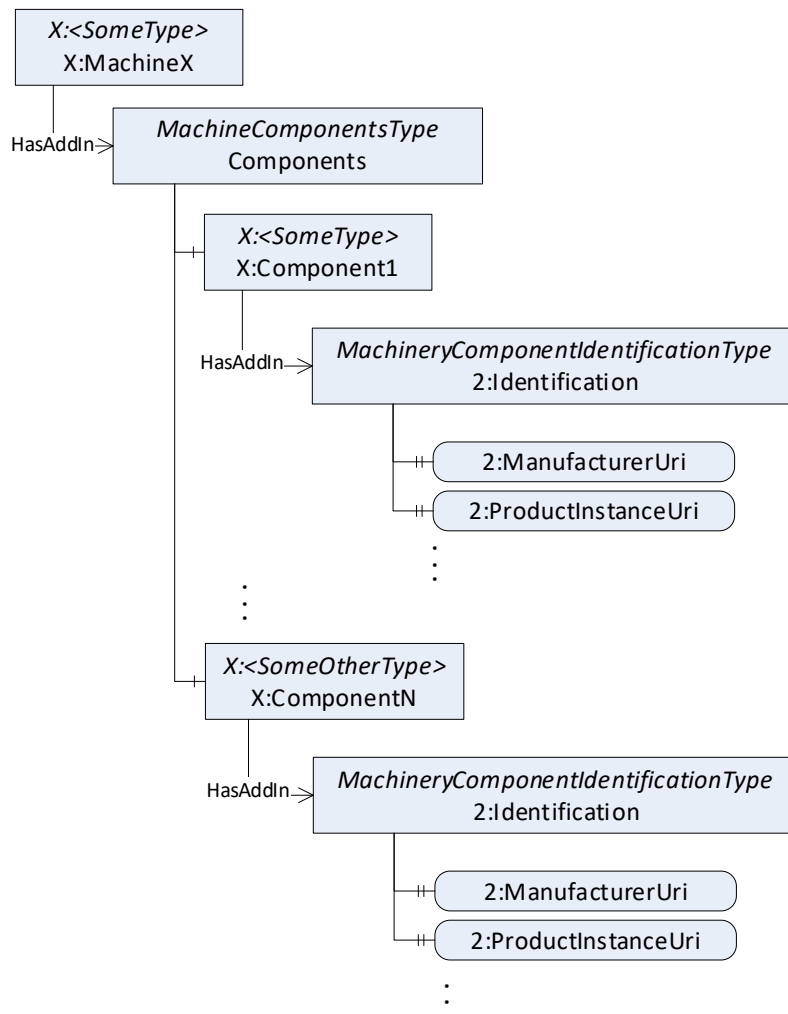 X:<SomeType>
X:MachineX
HasAddIn
MachineComponentsType
Components
X:<SomeType>
X:Component1
HasAddIn
MachineryComponentIdentificationType
2:Identification
2:ManufacturerUri
2:ProductInstanceUri
X:<SomeOtherType>
X:ComponentN
HasAddIn
MachineryComponentIdentificationType
2:Identification
2:ManufacturerUri
2:ProductInstanceUri